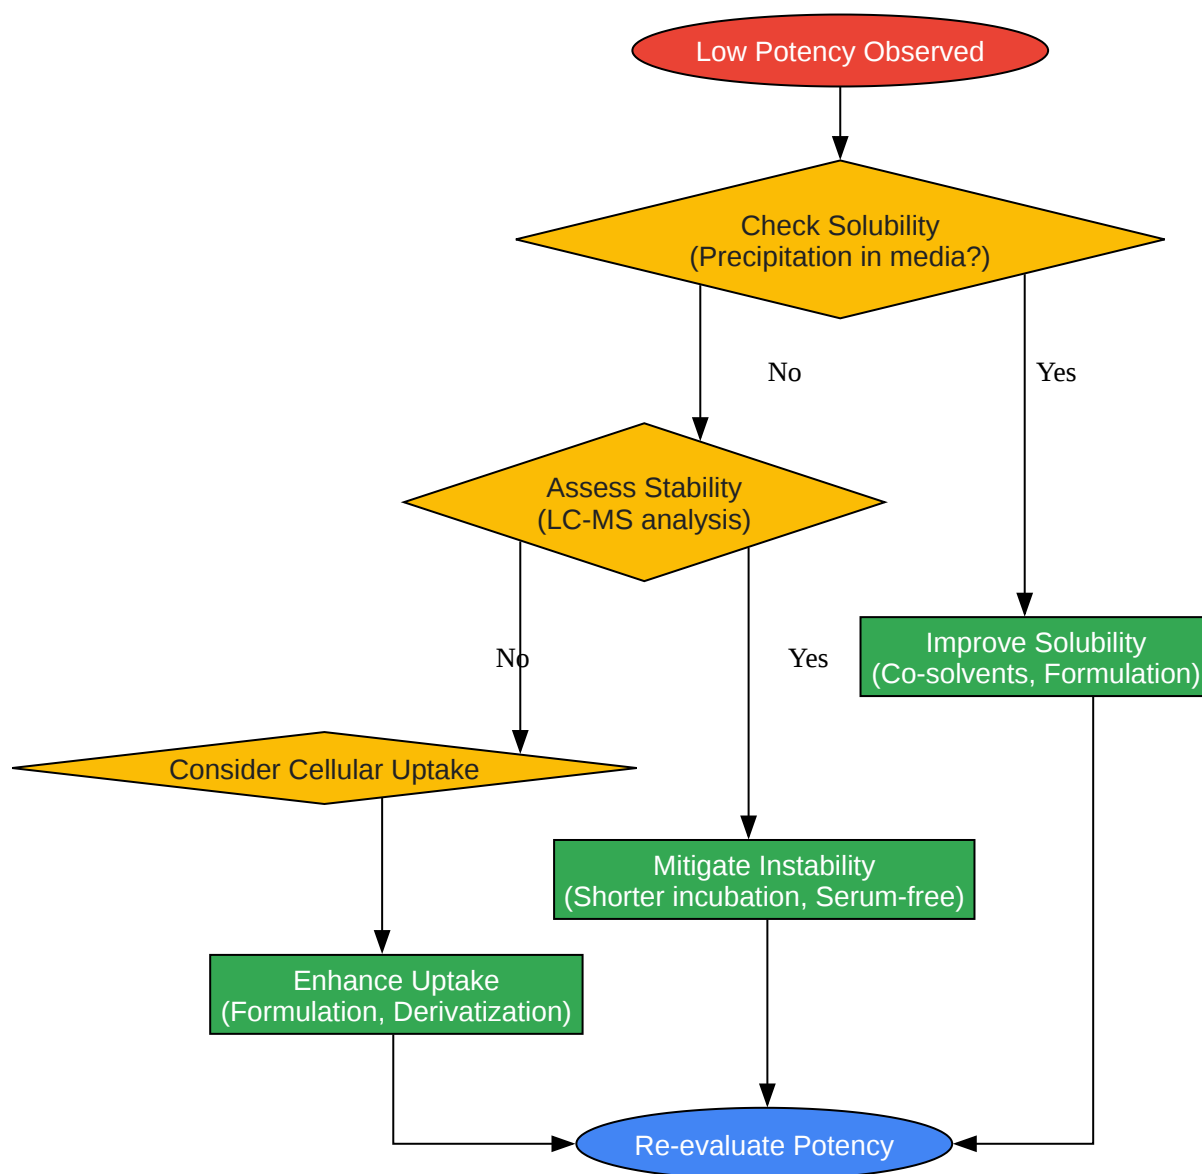 Low Potency Observed
Check Solubility
(Precipitation in media?)
No
Yes
Assess Stability
(LC-MS analysis)
Improve Solubility
(Co-solvents, Formulation)
No
Yes
Consider Cellular Uptake
Mitigate Instability
(Shorter incubation, Serum-free)
Enhance Uptake
(Formulation, Derivatization)
Re-evaluate Potency